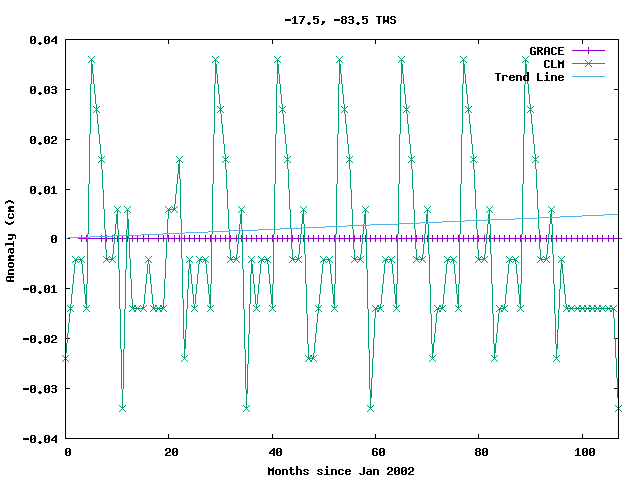 -17.5, -83.5 TWS
0.04
0.03
0.02
0.01
0
-0.01
-0.02
-0.03
-0.04
Anomaly (cm)
GRACE
CLM
Trend Line
0 20 40 60 80 100
Months since Jan 2002